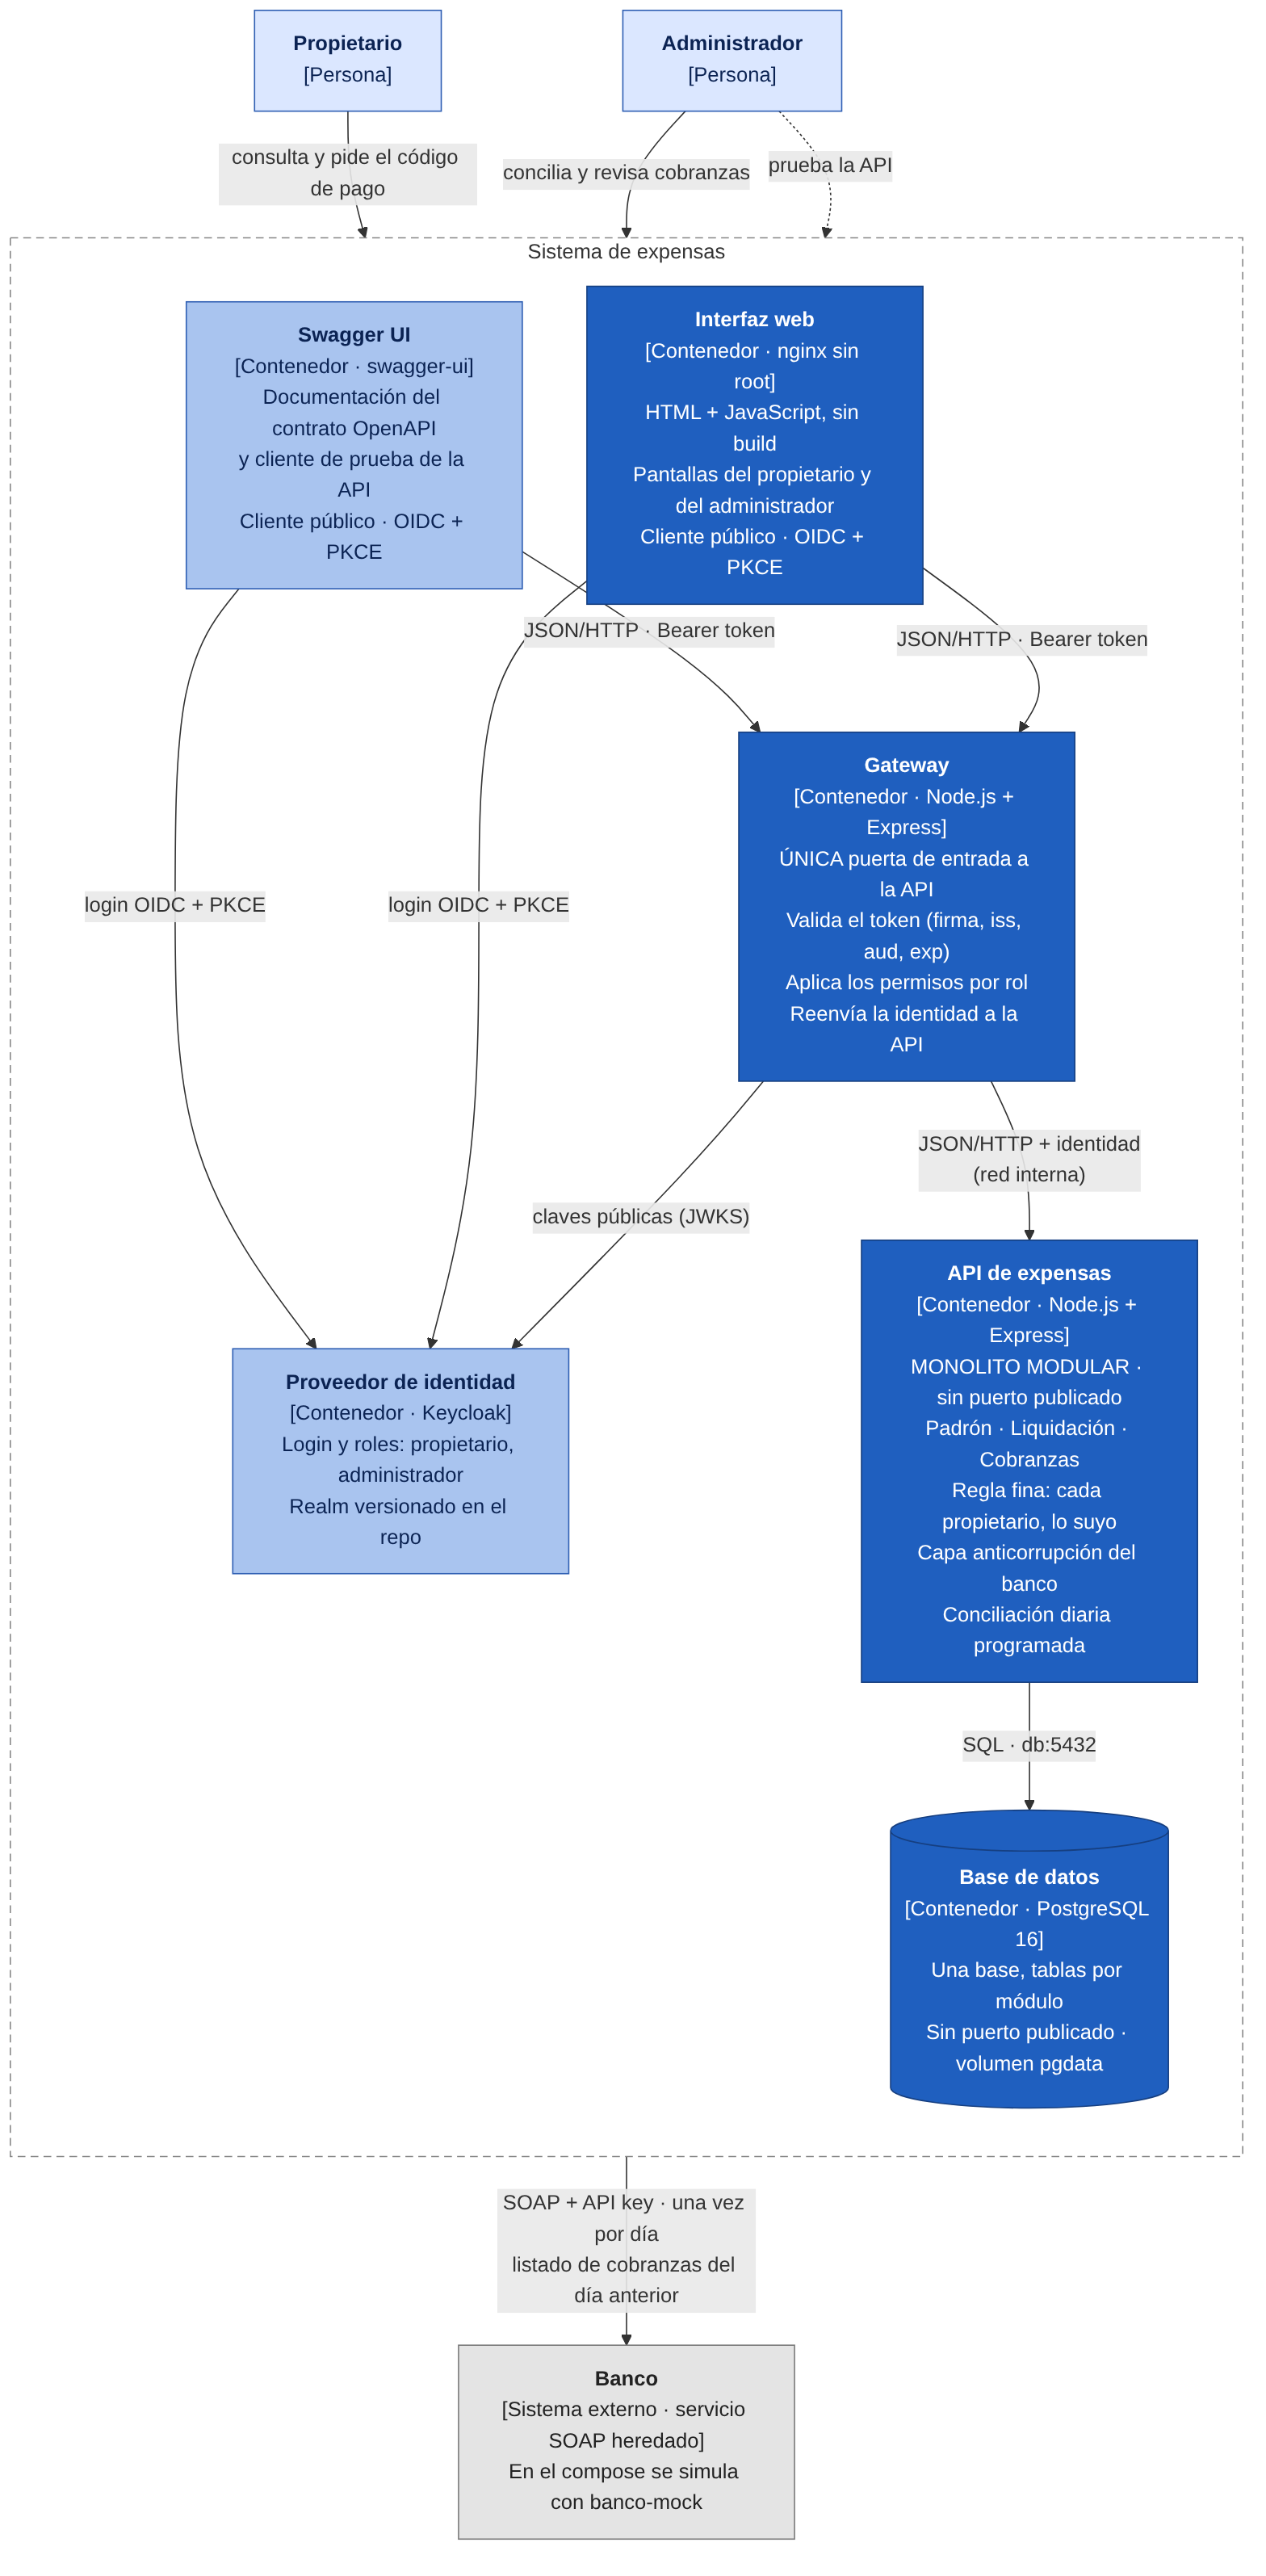 Propietario
[Persona]
Administrador
[Persona]
consulta y pide el código
de pago
concilia y revisa cobranzas
prueba la API
Sistema de expensas
Swagger UI
[Contenedor · swagger-ui]
Documentación del
contrato OpenAPI
y cliente de prueba de la
API
Cliente público · OIDC +
PKCE
Interfaz web
[Contenedor · nginx sin
root]
HTML + JavaScript, sin
build
Pantallas del propietario y
del administrador
Cliente público · OIDC +
PKCE
JSON/HTTP · Bearer token
JSON/HTTP · Bearer token
Gateway
[Contenedor · Node.js +
Express]
ÚNICA puerta de entrada a
la API
Valida el token (firma, iss,
aud, exp)
Aplica los permisos por rol
Reenvía la identidad a la
API
login OIDC + PKCE
login OIDC + PKCE
claves públicas (JWKS)
JSON/HTTP + identidad
(red interna)
Proveedor de identidad
[Contenedor · Keycloak]
Login y roles: propietario,
administrador
Realm versionado en el
repo
API de expensas
[Contenedor · Node.js +
Express]
MONOLITO MODULAR ·
sin puerto publicado
Padrón · Liquidación ·
Cobranzas
Regla fina: cada
propietario, lo suyo
Capa anticorrupción del
banco
Conciliación diaria
programada
SQL · db:5432
Base de datos
[Contenedor · PostgreSQL
16]
Una base, tablas por
módulo
Sin puerto publicado ·
volumen pgdata
SOAP + API key · una vez
por día
listado de cobranzas del
día anterior
Banco
[Sistema externo · servicio
SOAP heredado]
En el compose se simula
con banco-mock